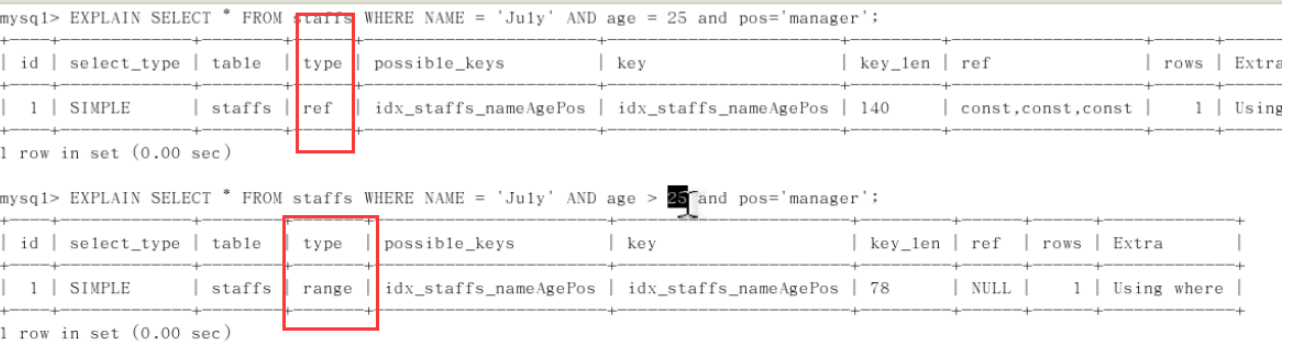 mysql> EXPLAIN SELECT * FROM staffs WHERE NAME = 'July' AND age = 25 and pos='manager';
| id | select_type | table | type | possible_keys | key | key_len | ref | rows | Extra
| 1 | SIMPLE | staffs | ref | idx_staffs_nameAgePos | idx_staffs_nameAgePos | 140 | const,const,const | 1 | Using
1 row in set (0.00 sec)
mysql> EXPLAIN SELECT * FROM staffs WHERE NAME = 'July' AND age > 25 and pos='manager';
| id | select_type | table | type | possible_keys | key | key_len | ref | rows | Extra |
| 1 | SIMPLE | staffs | range | idx_staffs_nameAgePos | idx_staffs_nameAgePos | 78 | NULL | 1 | Using where |
1 row in set (0.00 sec)